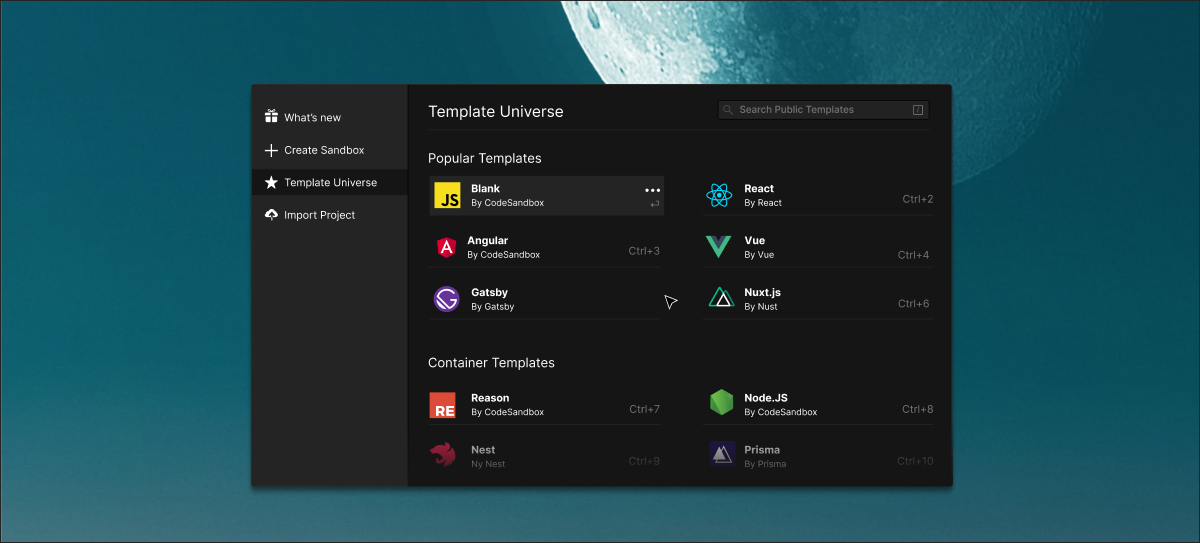 What's new
Create Sandbox
Template Universe
Import Project
Template Universe
Search Public Templates /
Popular Templates
JS Blank
By CodeSandbox
React
By React
Ctrl+2
A Angular
By CodeSandbox
Ctrl+3
Vue
By Vue
Ctrl+4
Gatsby
By Gatsby
Nuxt.js
By Nust
Ctrl+6
Container Templates
RE Reason
By CodeSandbox
Ctrl+7
Node.JS
By CodeSandbox
Ctrl+8
Nest
Ny Nest
Ctrl+9
Prisma
By Prisma
Ctrl+10